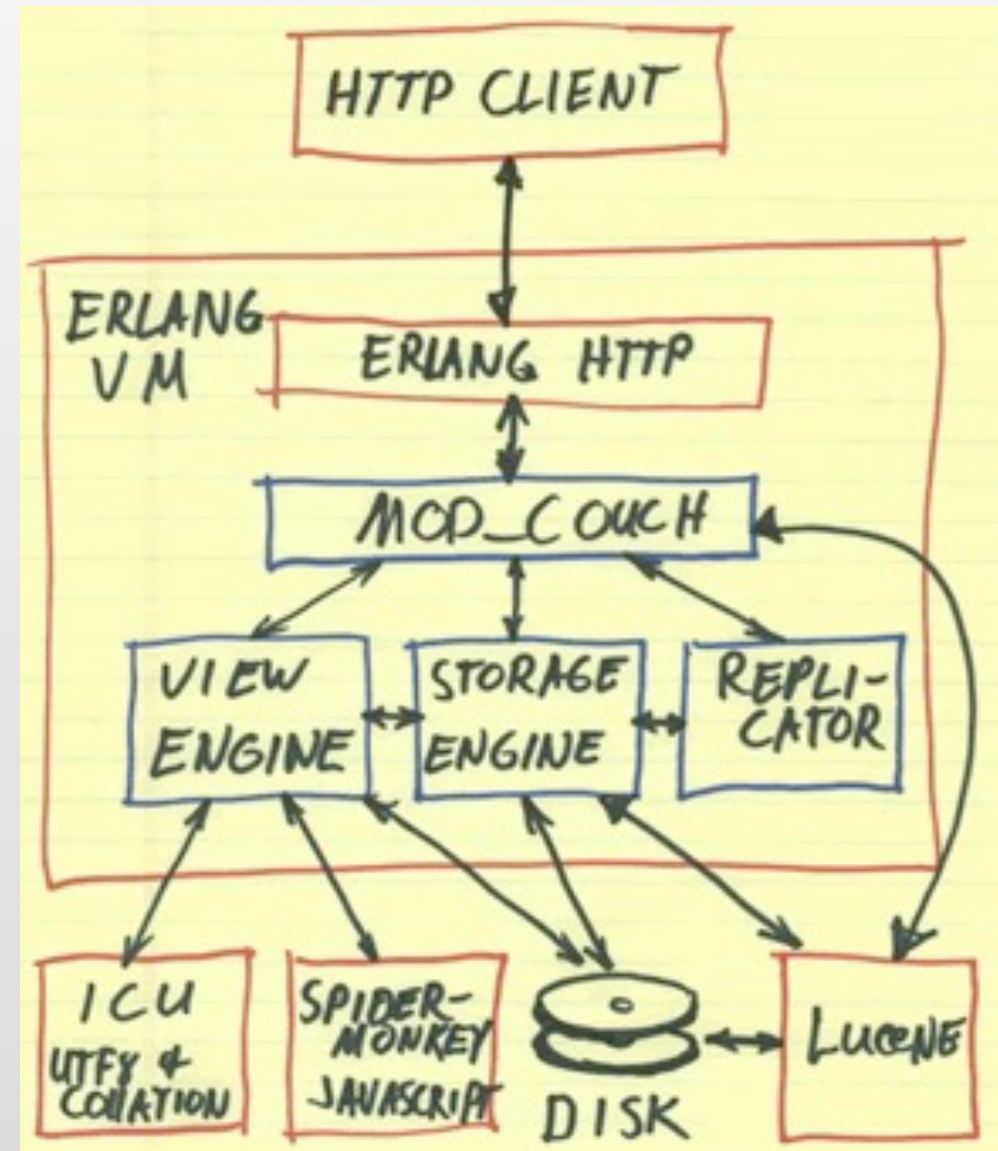 HTTP CLIENT
ERLANG
VM
ERLANG HTTP
MOD_COUCH
VIEW
ENGINE
STORAGE
ENGINE
REPLI-
CATOR
ICU
UTF8 &
COLLATION
SPIDER-
MONKEY
JAVASCRIPT
DISK
LUCENE